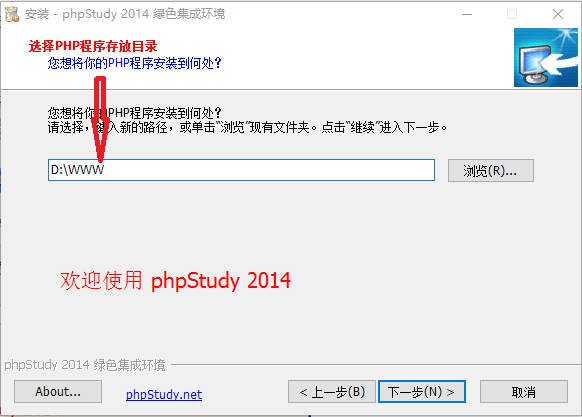 安装 - phpStudy 2014 绿色集成环境
选择PHP程序存放目录
您想将你的PHP程序安装到何处?
您想将你的PHP程序安装到何处?
请选择，键入新的路径，或单击"浏览"现有文件夹。点击"继续"进入下一步。
D:\WWW
浏览(R)...
欢迎使用 phpStudy 2014
phpStudy 2014 绿色集成环境
About...
phpStudy.net
< 上一步(B)
下一步(N) >
取消